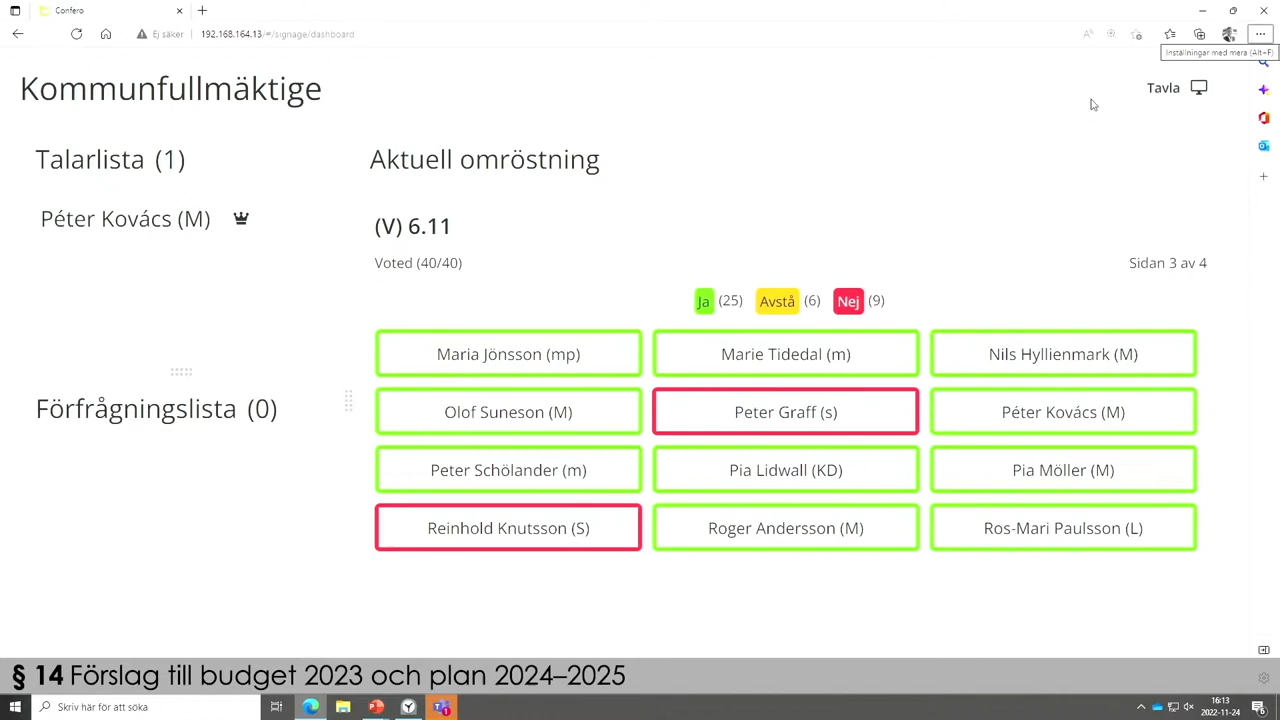 Confero
Ej säker
192.168.164.13/#/signage/dashboard
Inställningar med mera (Alt+F)
Kommunfullmäktige
Tavla
Talarlista (1)
Péter Kovács (M)
Förfrågningslista (0)
Aktuell omröstning
(V) 6.11
Voted (40/40)
Sidan 3 av 4
Ja (25) Avstå (6) Nej (9)
Maria Jönsson (mp)
Marie Tidedal (m)
Nils Hyllienmark (M)
Olof Suneson (M)
Peter Graff (s)
Péter Kovács (M)
Peter Schölander (m)
Pia Lidwall (KD)
Pia Möller (M)
Reinhold Knutsson (S)
Roger Andersson (M)
Ros-Mari Paulsson (L)
§ 14 Förslag till budget 2023 och plan 2024–2025
Skriv här för att söka
16:13
2022-11-24